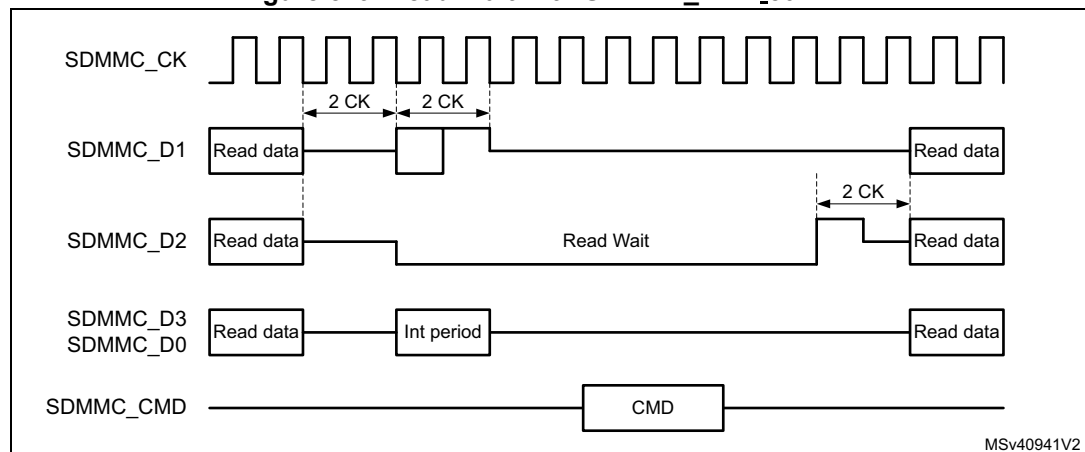 SDMMC_CK
2 CK 2 CK
SDMMC_D1 Read data Read data
2 CK
SDMMC_D2 Read data Read Wait Read data
SDMMC_D3
SDMMC_D0
Read data Int period Read data
SDMMC_CMD CMD
MSv40941V2